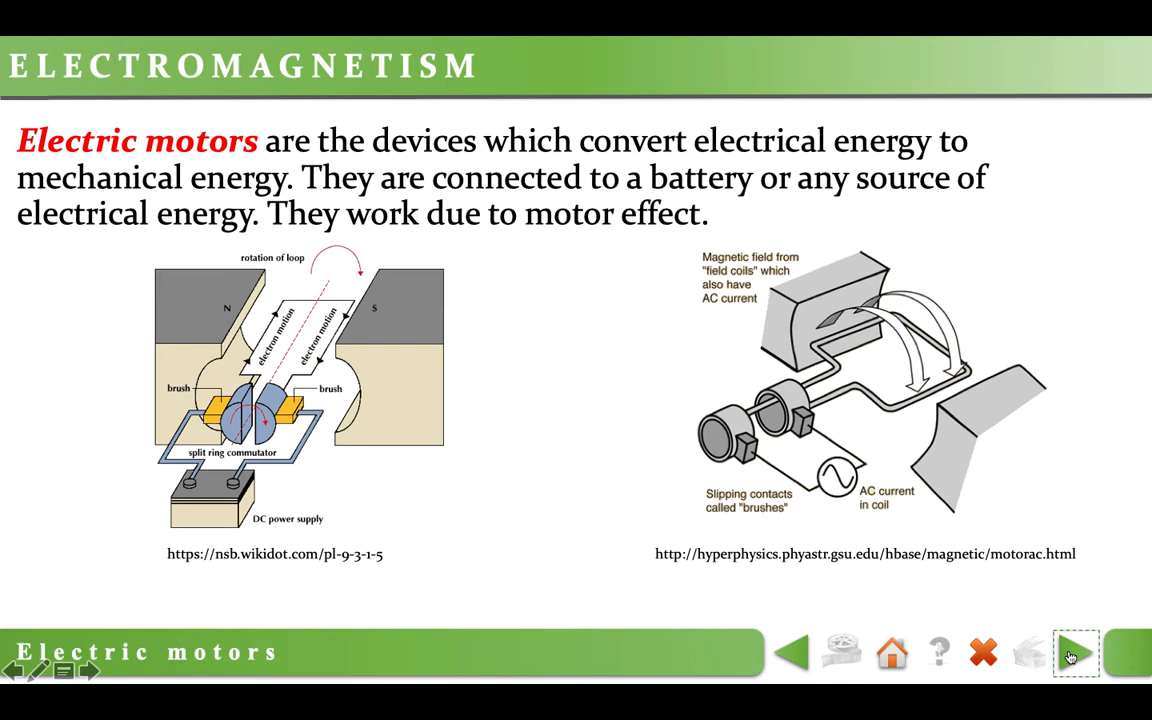 ELECTROMAGNETISM
Electric motors are the devices which convert electrical energy to
mechanical energy. They are connected to a battery or any source of
electrical energy. They work due to motor effect.
rotation of loop
N
S
electron motion
electron motion
brush
brush
split ring commutator
DC power supply
https://nsb.wikidot.com/pl-9-3-1-5
Magnetic field from
"field coils" which
also have
AC current
Slipping contacts
called "brushes"
AC current
in coil
http://hyperphysics.phyastr.gsu.edu/hbase/magnetic/motorac.html
Electric motors
?